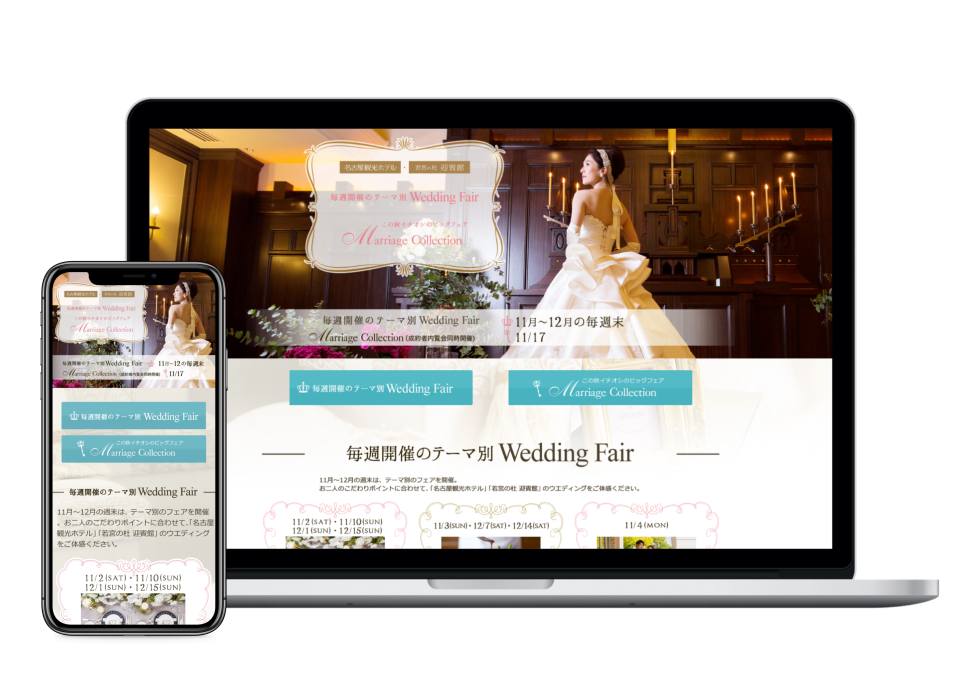 名古屋観光ホテル・若宮の杜 迎賓館
毎週開催のテーマ別 Wedding Fair
この秋イチオシのビッグフェア
Marriage Collection
毎週開催のテーマ別 Wedding Fair
11月〜12月の毎週末
Marriage Collection (成約者内覧会同時開催)
11/17
毎週開催のテーマ別 Wedding Fair
この秋イチオシのビッグフェア
Marriage Collection
毎週開催のテーマ別 Wedding Fair
11月〜12月の週末は、テーマ別のフェアを開催。
お二人のこだわりポイントに合わせて、「名古屋観光ホテル」「若宮の杜 迎賓館」のウエディングをご体感ください。
11/2(SAT)・11/10(SUN)
12/1(SUN)・12/15(SUN)
11/3(SUN)・12/7(SAT)・12/14(SAT)
11/4(MON)
名古屋観光ホテル 若宮の杜 迎賓館
毎週開催のテーマ別 Wedding Fair
この秋イチオシのビッグフェア
Marriage Collection
毎週開催のテーマ別 Wedding Fair
11月〜12の毎週末
Marriage Collection (成約者内覧会同時開催)
11/17
毎週開催のテーマ別 Wedding Fair
この秋イチオシのビッグフェア
Marriage Collection
毎週開催のテーマ別 Wedding Fair
11月〜12月の週末は、テーマ別のフェアを開催
。お二人のこだわりポイントに合わせて、「名古屋
観光ホテル」「若宮の杜 迎賓館」のウエディング
をご体感ください。
11/2(SAT)・11/10(SUN)
12/1(SUN)・12/15(SUN)